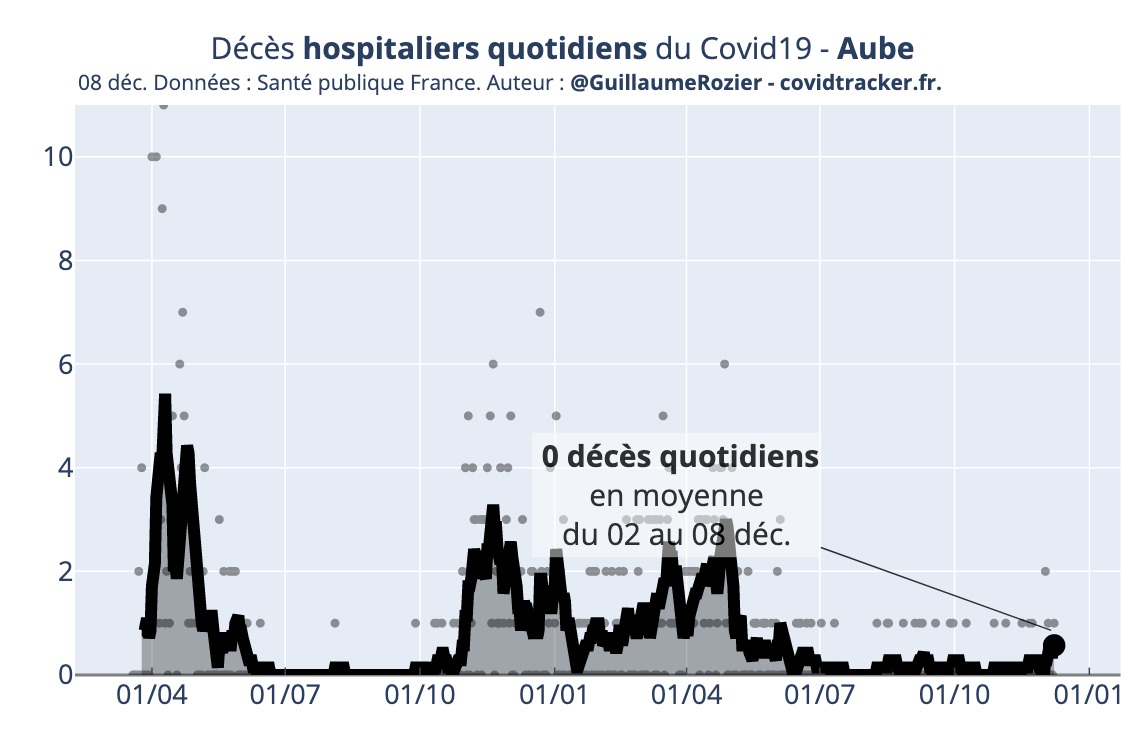 Décès hospitaliers quotidiens du Covid19 - Aube
08 déc. Données : Santé publique France. Auteur : @GuillaumeRozier - covidtracker.fr.
10
8
6
4
2
0
0 décès quotidiens
en moyenne
du 02 au 08 déc.
01/04 01/07 01/10 01/01 01/04 01/07 01/10 01/01